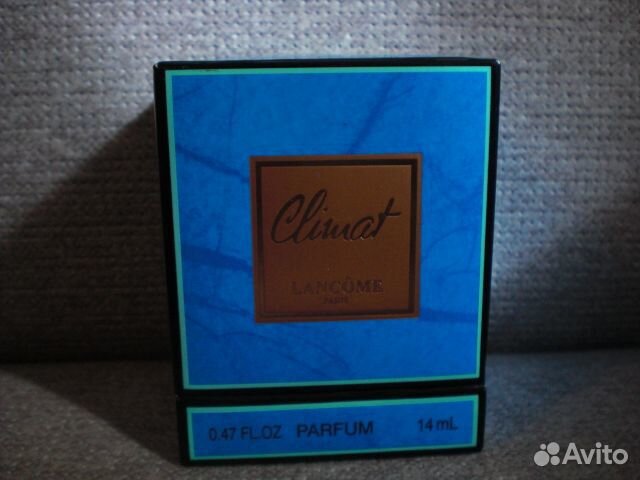 Climat
LANCÔME
PARIS
0.47 FL.OZ PARFUM 14 mL
Avito